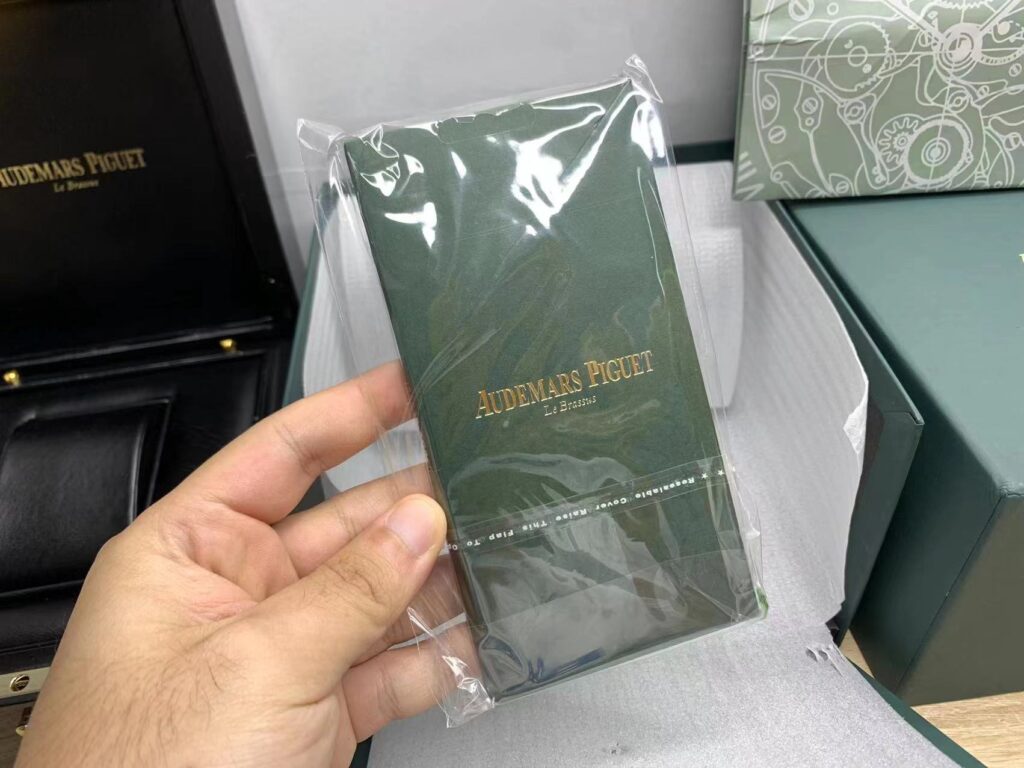 AUDEMARS PIGUET
Le Brassus
AUDEMARS PIGUET
Le Brassus
★ ★ Resealable Cover Raise This Flap To